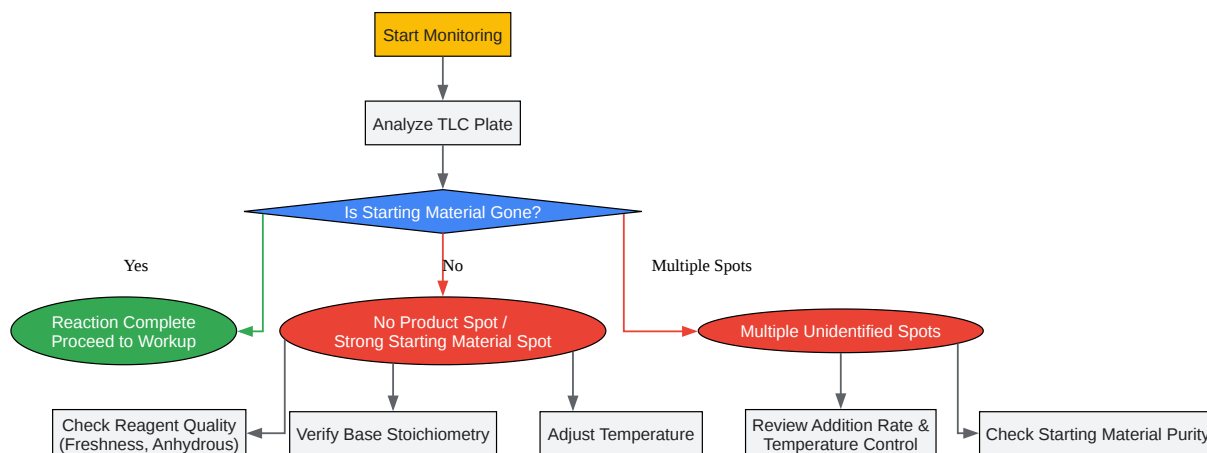 Start Monitoring
Analyze TLC Plate
Is Starting Material Gone?
Yes
No
Multiple Spots
Reaction Complete
Proceed to Workup
No Product Spot /
Strong Starting Material Spot
Multiple Unidentified Spots
Check Reagent Quality
(Freshness, Anhydrous)
Verify Base Stoichiometry
Adjust Temperature
Review Addition Rate &
Temperature Control
Check Starting Material Purity